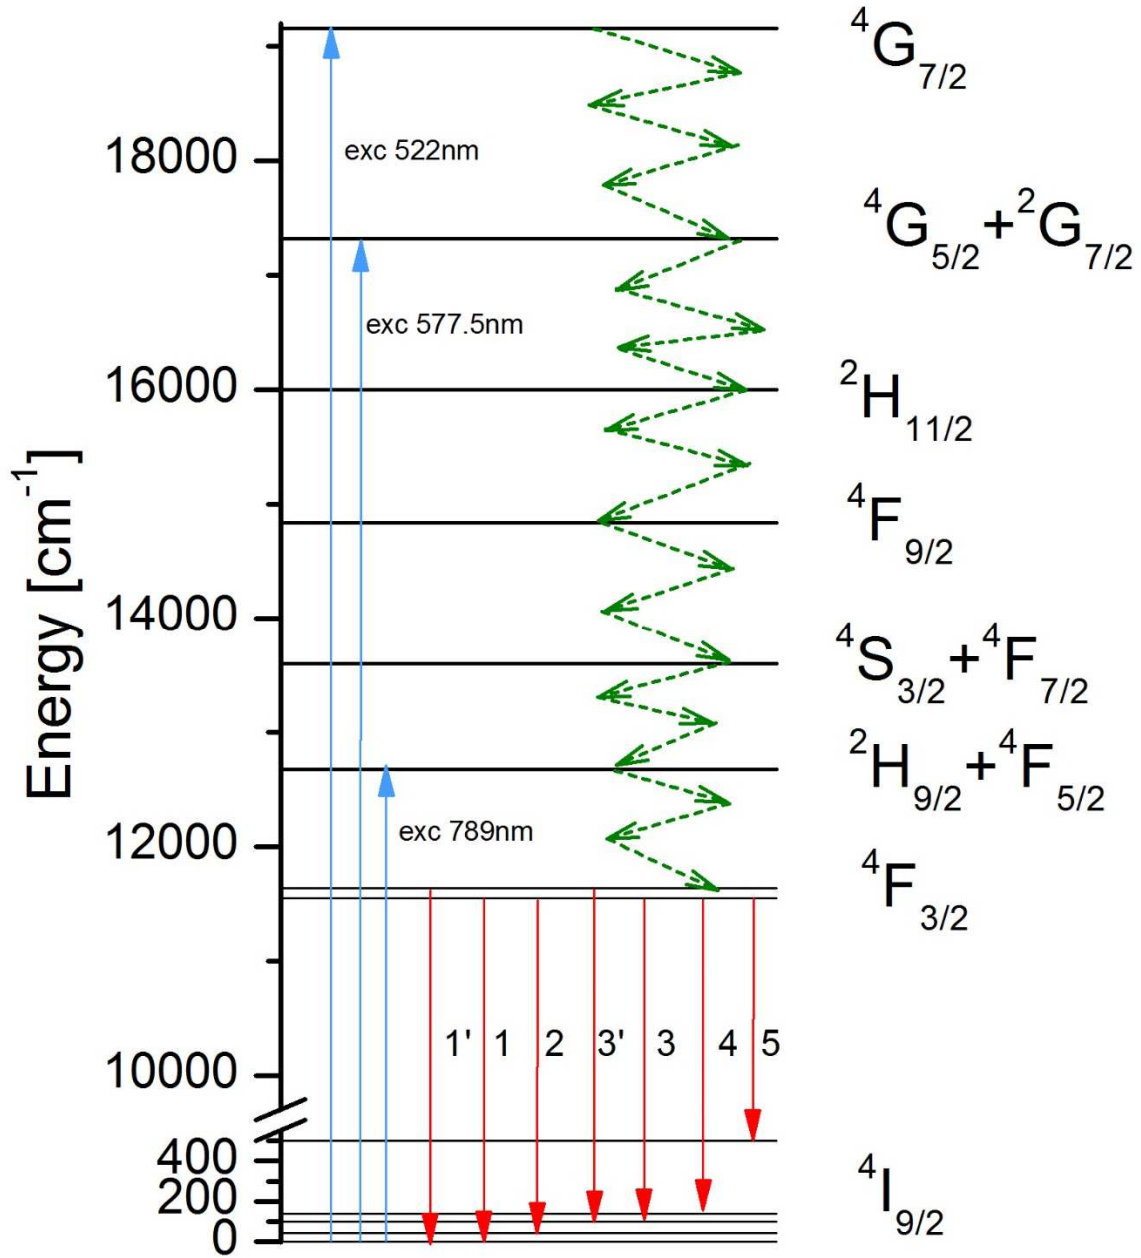 Energy [cm⁻¹]
⁴G₇/₂
18000
exc 522nm
⁴G₅/₂+²G₇/₂
exc 577.5nm
16000
²H₁₁/₂
⁴F₉/₂
14000
⁴S₃/₂+⁴F₇/₂
²H₉/₂+⁴F₅/₂
12000
exc 789nm
⁴F₃/₂
1' 1 2 3' 3 4 5
10000
400
200
0
⁴I₉/₂